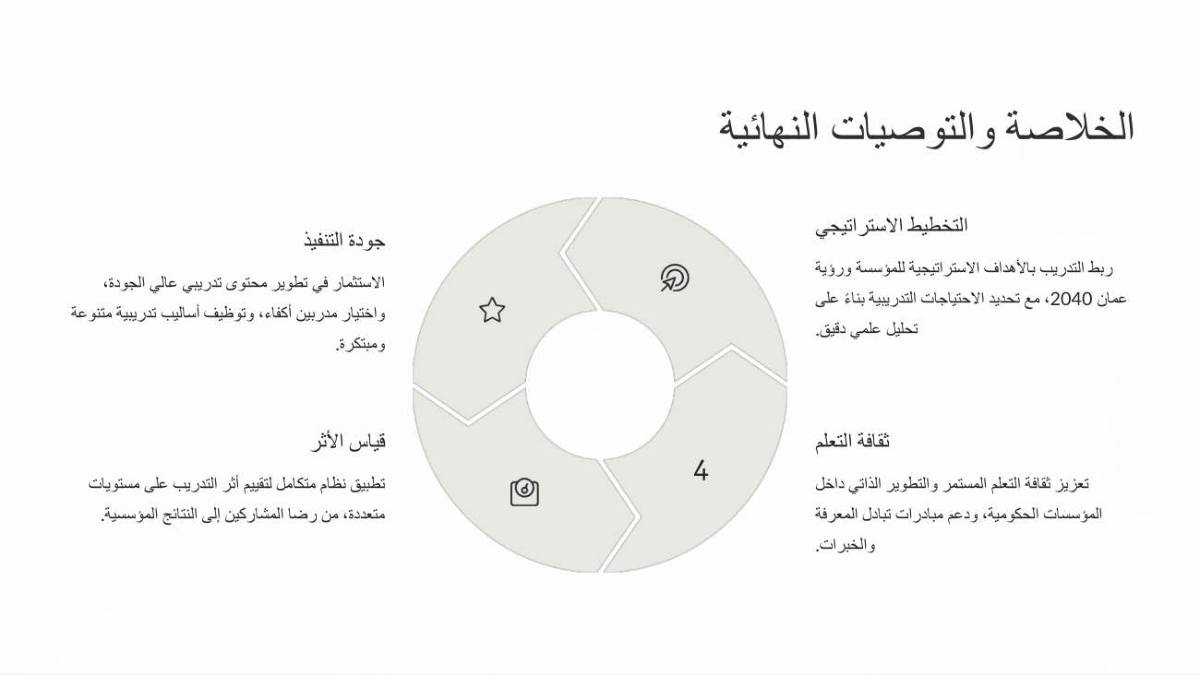 الخلاصة والتوصيات النهائية
التخطيط الاستراتيجي
ربط التدريب بالأهداف الاستراتيجية للمؤسسة ورؤية
عمان 2040، مع تحديد الاحتياجات التدريبية بناءً على
تحليل علمي دقيق.
جودة التنفيذ
الاستثمار في تطوير محتوى تدريبي عالي الجودة،
واختيار مدربين أكفاء، وتوظيف أساليب تدريبية متنوعة
ومبتكرة.
قياس الأثر
تطبيق نظام متكامل لتقييم أثر التدريب على مستويات
متعددة، من رضا المشاركين إلى النتائج المؤسسية.
ثقافة التعلم
تعزيز ثقافة التعلم المستمر والتطوير الذاتي داخل
المؤسسات الحكومية، ودعم مبادرات تبادل المعرفة
والخبرات.
4